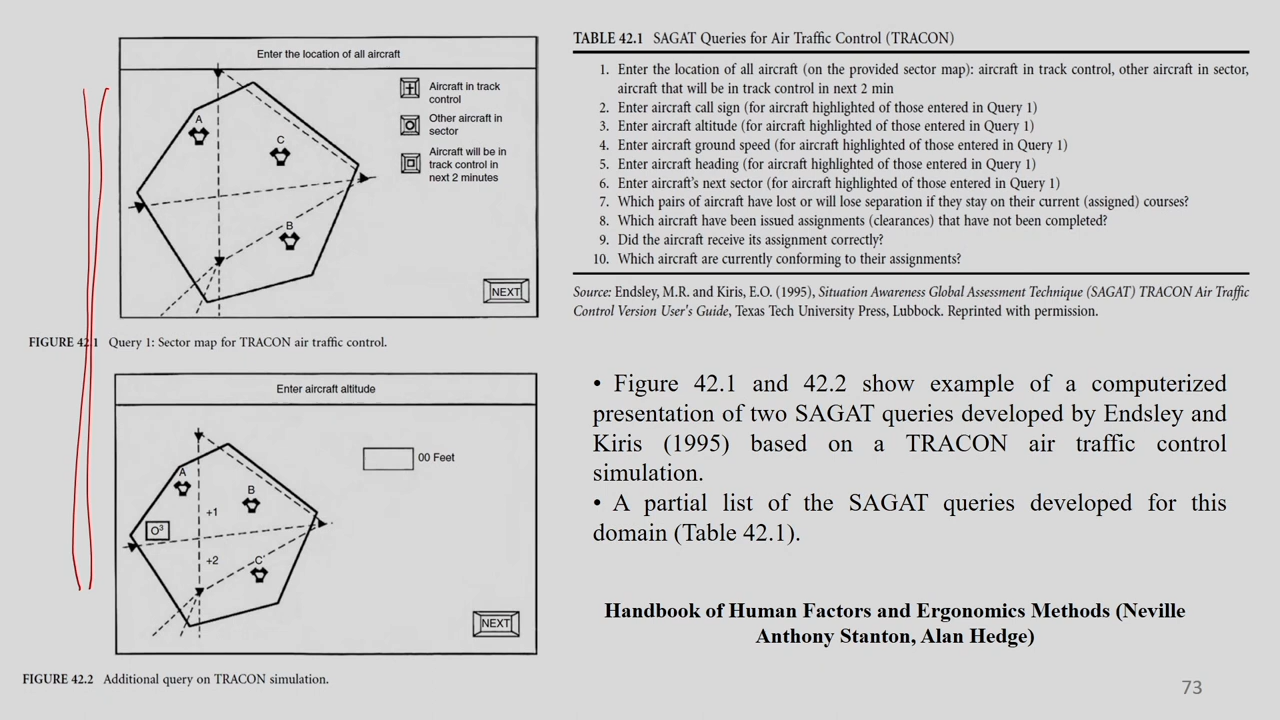 Enter the location of all aircraft
A
C
B
Aircraft in track
control
Other aircraft in
sector
Aircraft will be in
track control in
next 2 minutes
NEXT
FIGURE 42.1 Query 1: Sector map for TRACON air traffic control.
Enter aircraft altitude
A
B
+1
O³
+2
C
00 Feet
NEXT
FIGURE 42.2 Additional query on TRACON simulation.
TABLE 42.1 SAGAT Queries for Air Traffic Control (TRACON)
1. Enter the location of all aircraft (on the provided sector map): aircraft in track control, other aircraft in sector,
aircraft that will be in track control in next 2 min
2. Enter aircraft call sign (for aircraft highlighted of those entered in Query 1)
3. Enter aircraft altitude (for aircraft highlighted of those entered in Query 1)
4. Enter aircraft ground speed (for aircraft highlighted of those entered in Query 1)
5. Enter aircraft heading (for aircraft highlighted of those entered in Query 1)
6. Enter aircraft's next sector (for aircraft highlighted of those entered in Query 1)
7. Which pairs of aircraft have lost or will lose separation if they stay on their current (assigned) courses?
8. Which aircraft have been issued assignments (clearances) that have not been completed?
9. Did the aircraft receive its assignment correctly?
10. Which aircraft are currently conforming to their assignments?
Source: Endsley, M.R. and Kiris, E.O. (1995), Situation Awareness Global Assessment Technique (SAGAT) TRACON Air Traffic
Control Version User's Guide, Texas Tech University Press, Lubbock. Reprinted with permission.
• Figure 42.1 and 42.2 show example of a computerized
presentation of two SAGAT queries developed by Endsley and
Kiris (1995) based on a TRACON air traffic control
simulation.
• A partial list of the SAGAT queries developed for this
domain (Table 42.1).
Handbook of Human Factors and Ergonomics Methods (Neville
Anthony Stanton, Alan Hedge)
73